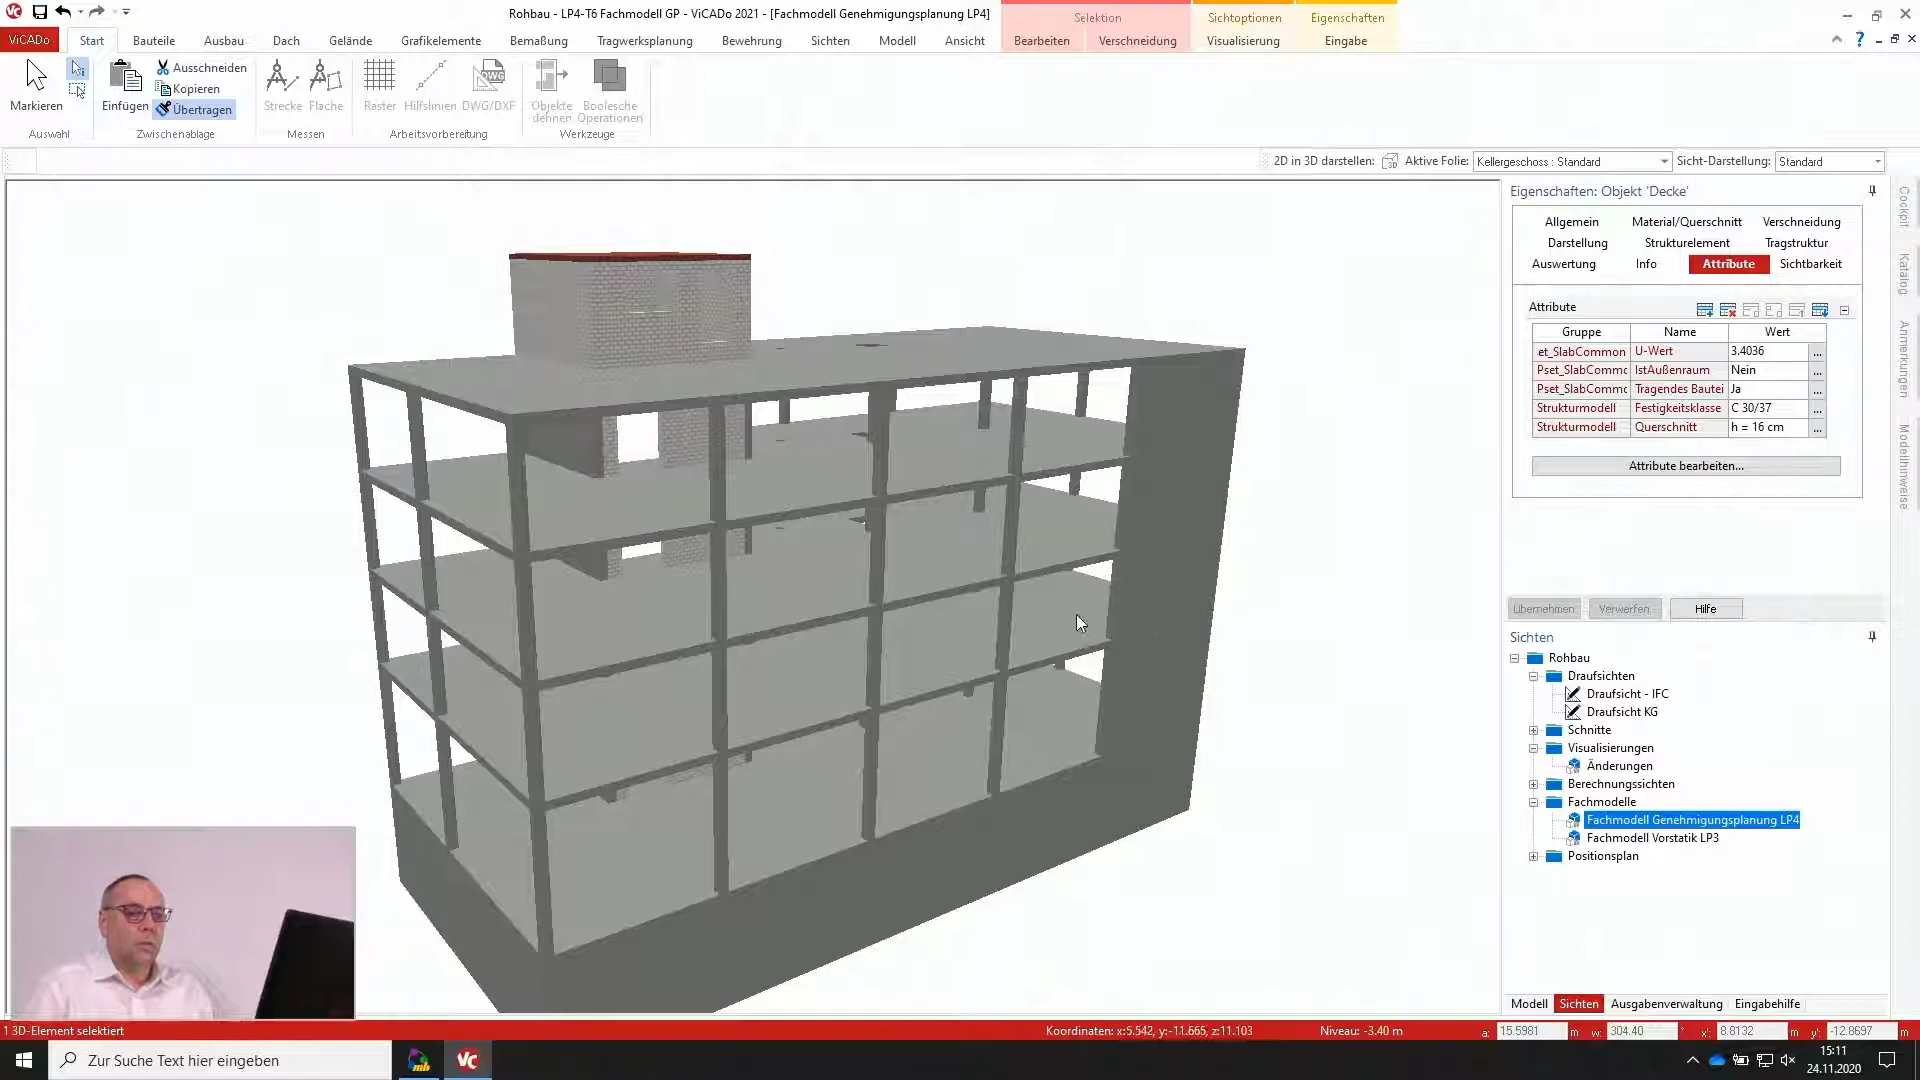 Rohbau - LP4-T6 Fachmodell GP - ViCADo 2021 - [Fachmodell Genehmigungsplanung LP4]
Selektion Sichtoptionen Eigenschaften
ViCADo Start Bauteile Ausbau Dach Gelände Grafikelemente Bemaßung Tragwerksplanung Bewehrung Sichten Modell Ansicht Bearbeiten Verschneidung Visualisierung Eingabe
Markieren
Einfügen
Ausschneiden
Kopieren
Übertragen
Strecke Fläche
Raster Hilfslinien DWG/DXF
Objekte dehnen
Boolesche Operationen
Auswahl Zwischenablage Messen Arbeitsvorbereitung Werkzeuge
2D in 3D darstellen: Aktive Folie: Kellergeschoss : Standard Sicht-Darstellung: Standard
Eigenschaften: Objekt 'Decke'
Allgemein Material/Querschnitt Verschneidung
Darstellung Strukturelement Tragstruktur
Auswertung Info Attribute Sichtbarkeit
Attribute
Gruppe Name Wert
et_SlabCommon U-Wert 3.4036 ...
Pset_SlabCommc IstAußenraum Nein ...
Pset_SlabCommc Tragendes Bautei Ja ...
Strukturmodell Festigkeitsklasse C 30/37 ...
Strukturmodell Querschnitt h = 16 cm ...
Attribute bearbeiten...
Übernehmen Verwerfen Hilfe
Sichten
Rohbau
Draufsichten
Draufsicht - IFC
Draufsicht KG
Schnitte
Visualisierungen
Änderungen
Berechnungssichten
Fachmodelle
Fachmodell Genehmigungsplanung LP4
Fachmodell Vorstatik LP3
Positionsplan
Modell Sichten Ausgabenverwaltung Eingabehilfe
Cockpit
Katalog
Anmerkungen
Modellhinweise
1 3D-Element selektiert
Koordinaten: x:5.542, y:-11.665, z:11.103 Niveau: -3.40 m a: 15.5981 m w: 304.40 ° x': 8.8132 m y': -12.8697 m
Zur Suche Text hier eingeben
mb
VC
15:11
24.11.2020